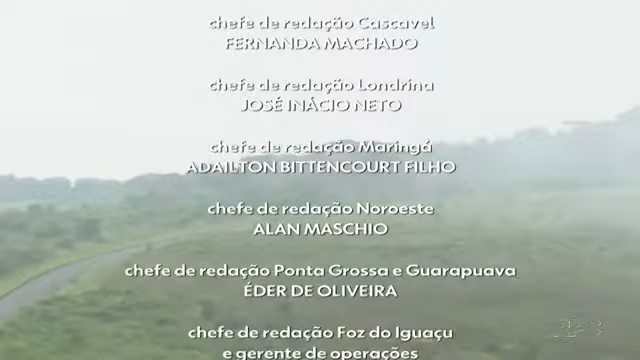 chefe de redação Cascavel
FERNANDA MACHADO
chefe de redação Londrina
JOSÉ INÁCIO NETO
chefe de redação Maringá
ADAILTON BITTENCOURT FILHO
chefe de redação Noroeste
ALAN MASCHIO
chefe de redação Ponta Grossa e Guarapuava
ÉDER DE OLIVEIRA
chefe de redação Foz do Iguaçu
e gerente de operações